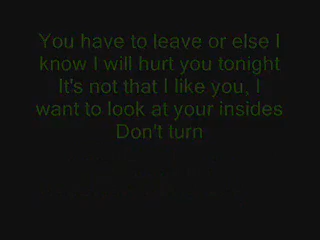 You have to leave or else I
know I will hurt you tonight
It's not that I like you, I
want to look at your insides
Don't turn